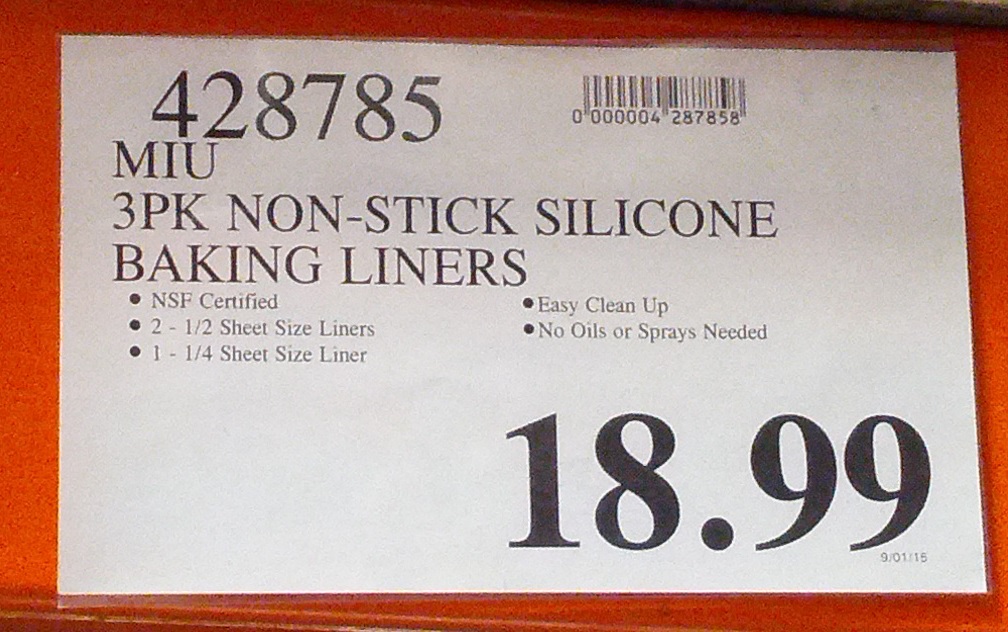 428785
0 000004 287858
MIU
3PK NON-STICK SILICONE
BAKING LINERS
• NSF Certified
• 2 - 1/2 Sheet Size Liners
• 1 - 1/4 Sheet Size Liner
• Easy Clean Up
• No Oils or Sprays Needed
18.99
9/01/15